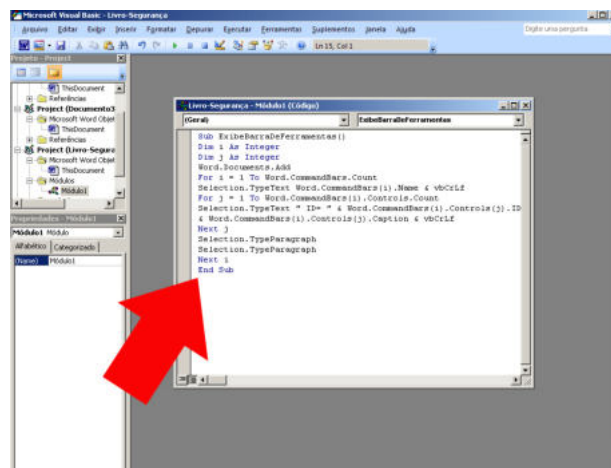 Microsoft Visual Basic - Livro-Segurança
Arquivo Editar Exibir Inserir Formatar Depurar Executar Ferramentas Suplementos Janela Ajuda
Digite uma pergunta
Ln 15, Col 1
Projeto - Project
ThisDocument
Referências
Project (Documento3
Microsoft Word Objet
ThisDocument
Referências
Project (Livro-Segura
Microsoft Word Objet
ThisDocument
Módulos
Módulo1
Propriedades - Módulo1
Módulo1 Módulo
Alfabético Categorizado
(Name) Módulo1
Livro-Segurança - Módulo1 (Código)
(Geral) ExibeBarraDeFerramentas
Sub ExibeBarraDeFerramentas()
Dim i As Integer
Dim j As Integer
Word.Documents.Add
For i = 1 To Word.CommandBars.Count
Selection.TypeText Word.CommandBars(i).Name & vbCrLf
For j = 1 To Word.CommandBars(i).Controls.Count
Selection.TypeText " ID= " & Word.CommandBars(i).Controls(j).ID
& Word.CommandBars(i).Controls(j).Caption & vbCrLf
Next j
Selection.TypeParagraph
Selection.TypeParagraph
Next i
End Sub